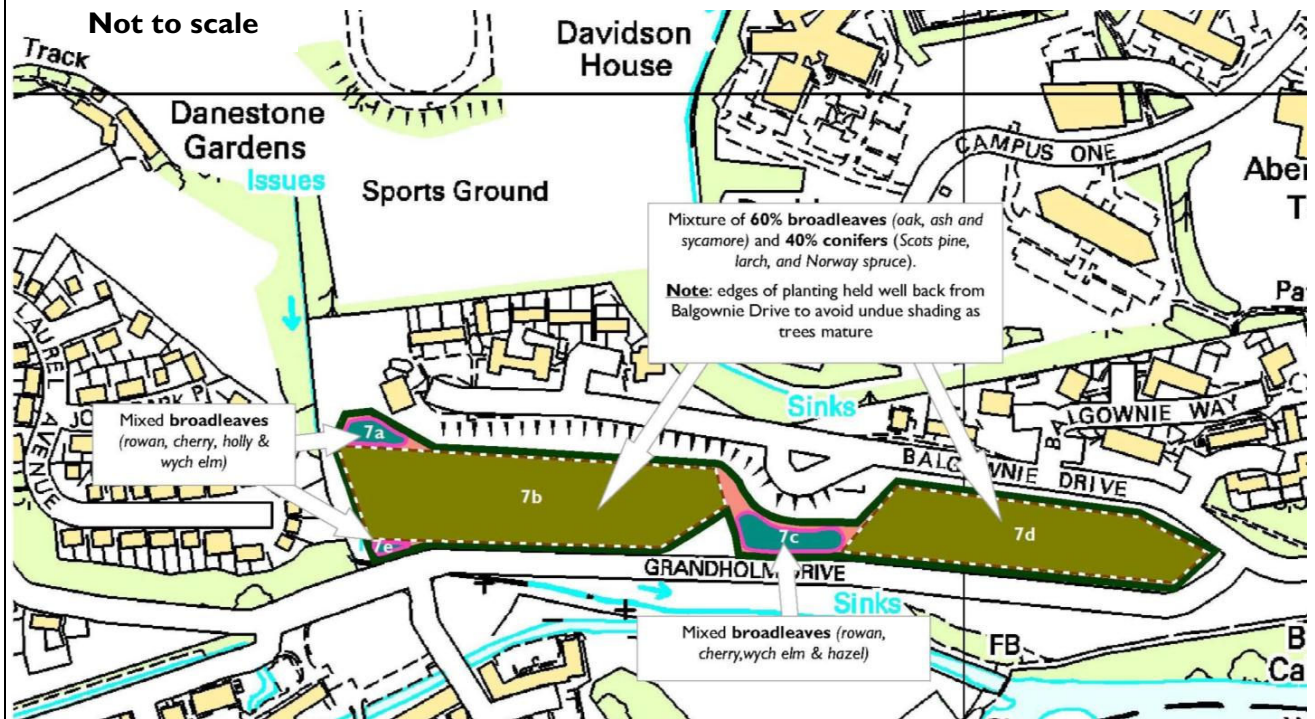 Not to scale
Track
Davidson
House
Danestone
Gardens
Issues
CAMPUS ONE
Sports Ground
Mixture of 60% broadleaves (oak, ash and
sycamore) and 40% conifers (Scots pine,
larch, and Norway spruce).
Note: edges of planting held well back from
Balgownie Drive to avoid undue shading as
trees mature
LAUREL AVENUE
Sinks
BALGOWNIE WAY
Mixed broadleaves
(rowan, cherry, holly &
wych elm)
7a
BALGOWNIE DRIVE
7b
7c
7d
7e
GRANDHOLM DRIVE
Sinks
Mixed broadleaves (rowan,
cherry,wych elm & hazel)
FB